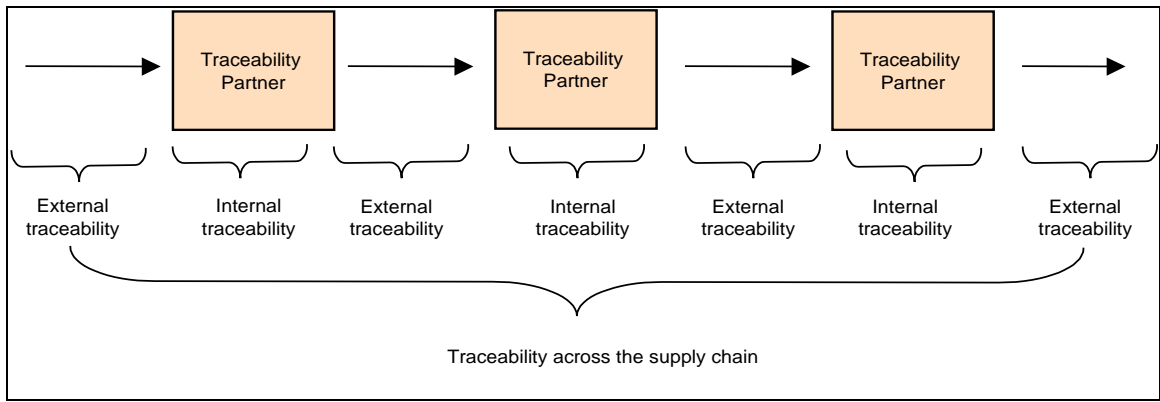 Traceability
Partner
Traceability
Partner
Traceability
Partner
External
traceability
Internal
traceability
External
traceability
Internal
traceability
External
traceability
Internal
traceability
External
traceability
Traceability across the supply chain